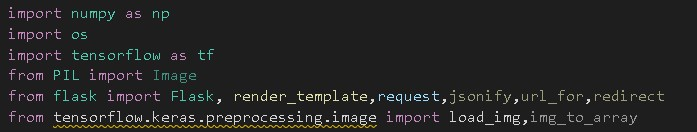 import numpy as np
import os
import tensorflow as tf
from PIL import Image
from flask import Flask, render_template,request,jsonify,url_for,redirect
from tensorflow.keras.preprocessing.image import load_img,img_to_array